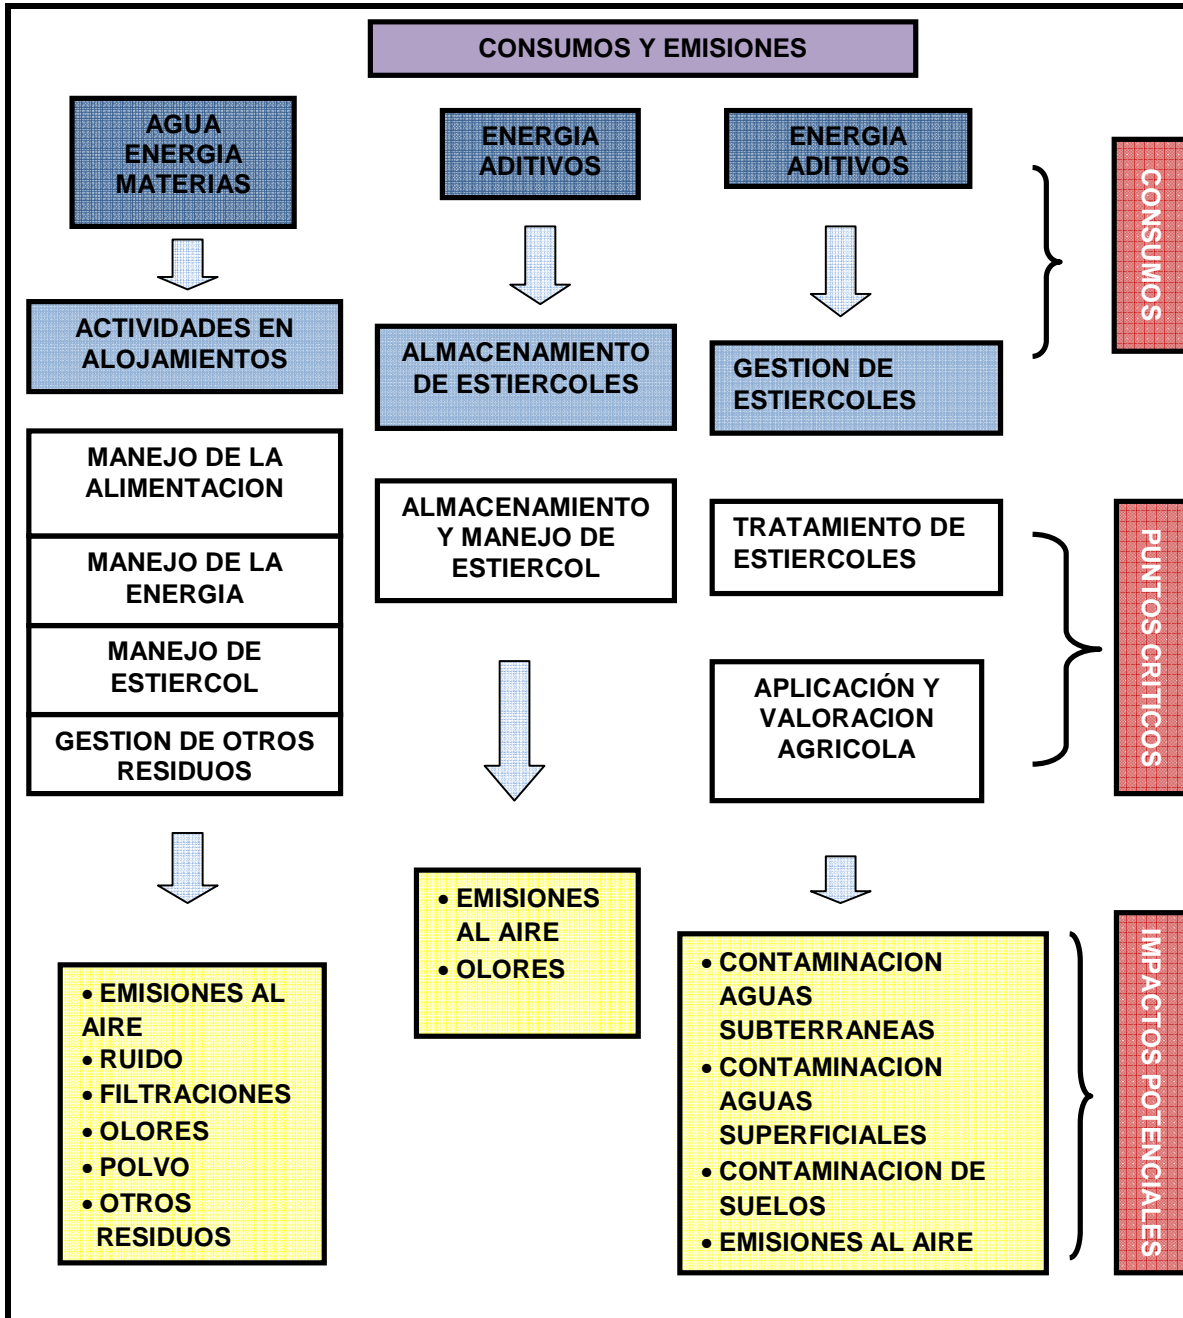 CONSUMOS Y EMISIONES
AGUA
ENERGIA
MATERIAS
ENERGIA
ADITIVOS
ENERGIA
ADITIVOS
CONSUMOS
ACTIVIDADES EN
ALOJAMIENTOS
ALMACENAMIENTO
DE ESTIERCOLES
GESTION DE
ESTIERCOLES
MANEJO DE LA
ALIMENTACION
MANEJO DE LA
ENERGIA
MANEJO DE
ESTIERCOL
GESTION DE OTROS
RESIDUOS
ALMACENAMIENTO
Y MANEJO DE
ESTIERCOL
TRATAMIENTO DE
ESTIERCOLES
APLICACIÓN Y
VALORACION
AGRICOLA
PUNTOS CRITICOS
• EMISIONES AL
AIRE
• RUIDO
• FILTRACIONES
• OLORES
• POLVO
• OTROS
RESIDUOS
• EMISIONES
AL AIRE
• OLORES
• CONTAMINACION
AGUAS
SUBTERRANEAS
• CONTAMINACION
AGUAS
SUPERFICIALES
• CONTAMINACION DE
SUELOS
• EMISIONES AL AIRE
IMPACTOS POTENCIALES